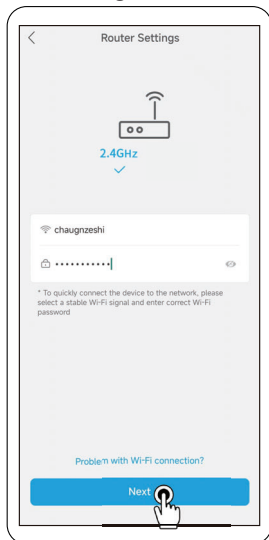 Router Settings
2.4GHz
chaugnzeshi
•••••••••••
* To quickly connect the device to the network, please
select a stable Wi-Fi signal and enter correct Wi-Fi
password
Problem with Wi-Fi connection?
Next